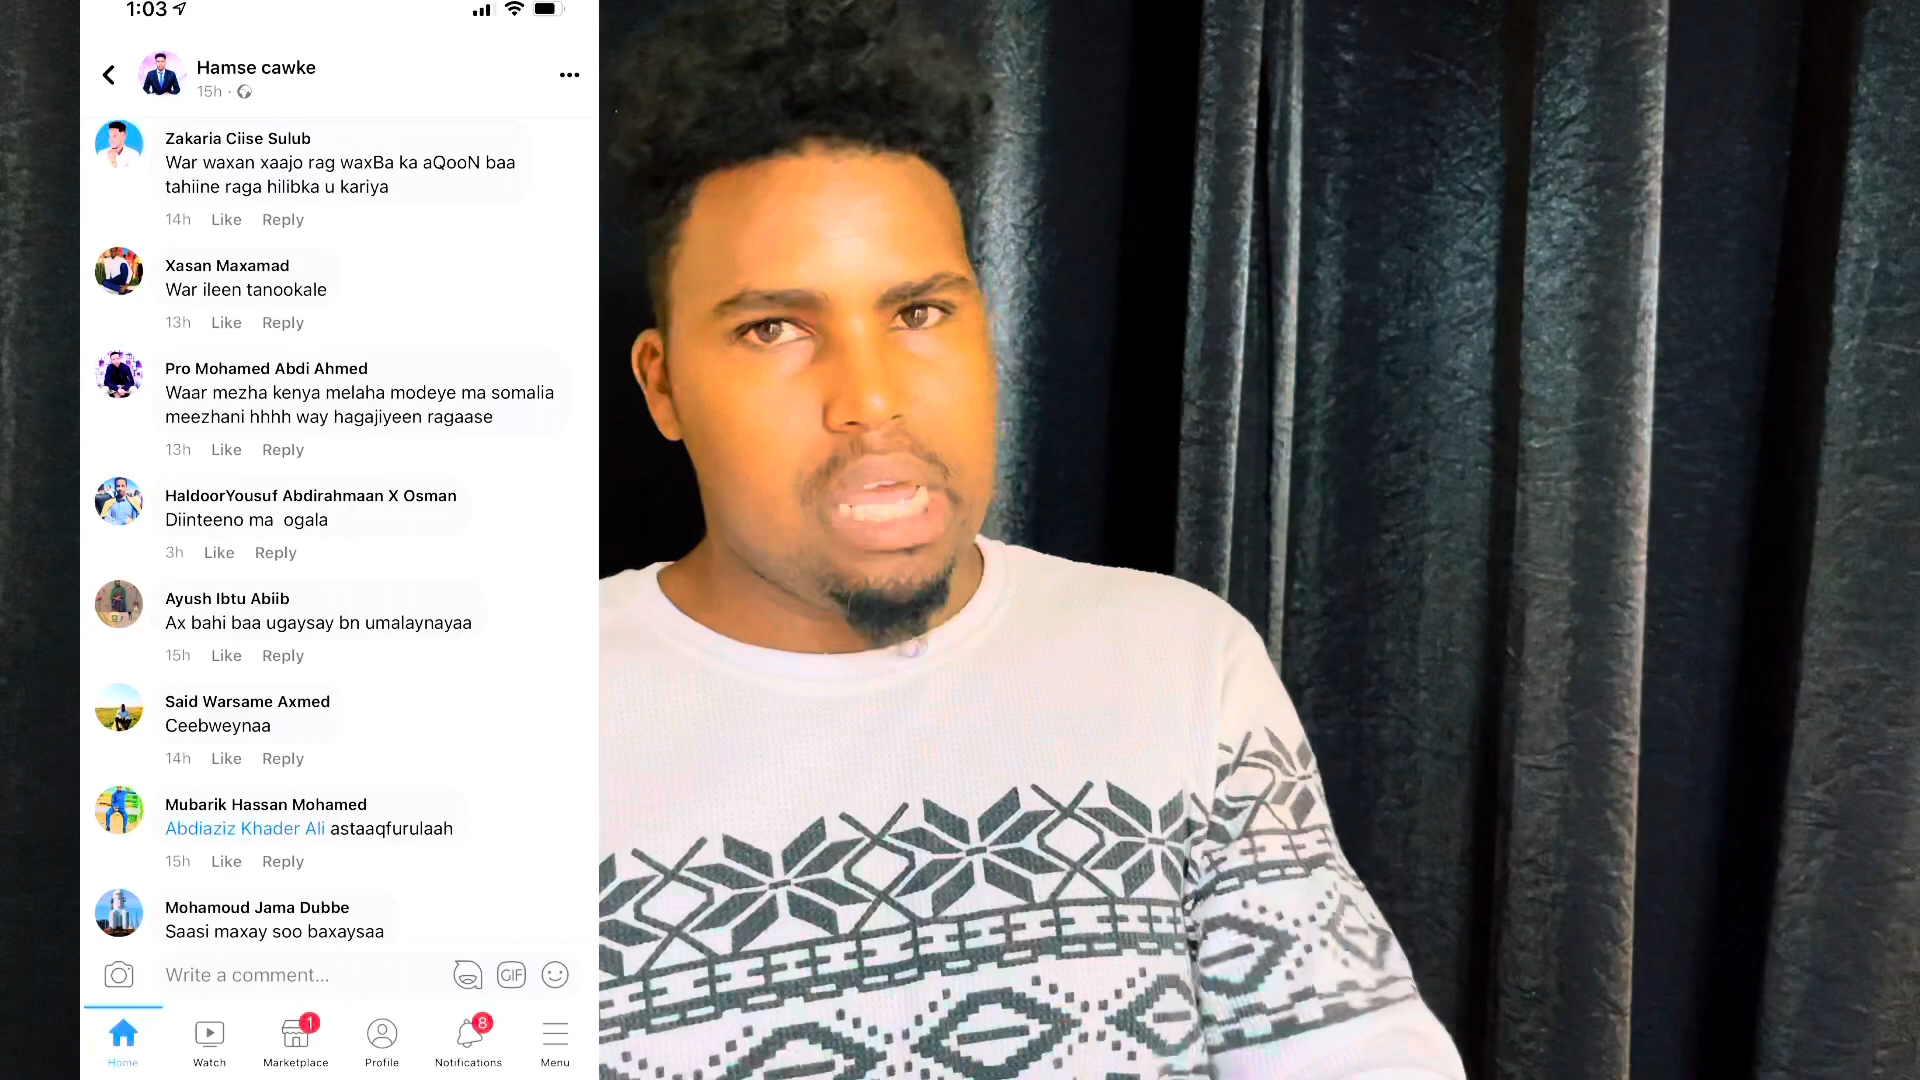 1:03
Hamse cawke
15h ·
Zakaria Ciise Sulub
War waxan xaajo rag waxBa ka aQooN baa
tahiine raga hilibka u kariya
14h Like Reply
Xasan Maxamad
War ileen tanookale
13h Like Reply
Pro Mohamed Abdi Ahmed
Waar mezha kenya melaha modeye ma somalia
meezhani hhhh way hagajiyeen ragaase
13h Like Reply
HaldoorYousuf Abdirahmaan X Osman
Diinteeno ma ogala
3h Like Reply
Ayush Ibtu Abiib
Ax bahi baa ugaysay bn umalaynayaa
15h Like Reply
Said Warsame Axmed
Ceebweynaa
14h Like Reply
Mubarik Hassan Mohamed
Abdiaziz Khader Ali astaaqfurulaah
15h Like Reply
Mohamoud Jama Dubbe
Saasi maxay soo baxaysaa
Write a comment...
GIF
1 8
Home Watch Marketplace Profile Notifications Menu